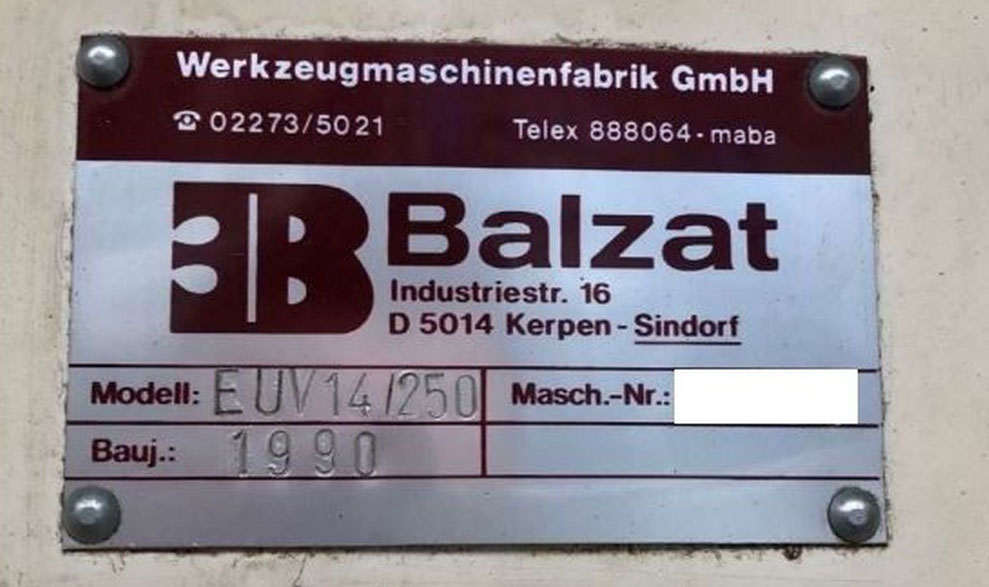 Werkzeugmaschinenfabrik GmbH
☎ 02273/5021 Telex 888064-maba
B Balzat
Industriestr. 16
D 5014 Kerpen - Sindorf
Modell: EUV14/250 Masch.-Nr.:
Bauj.: 1990